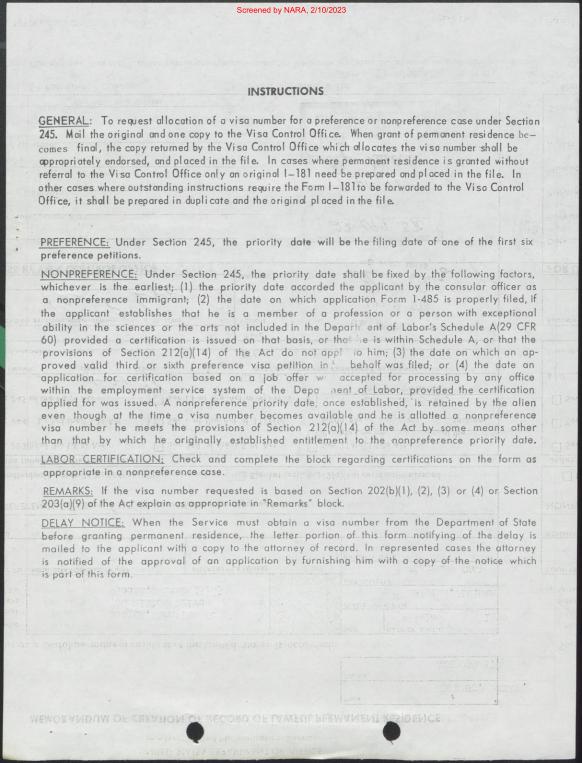 Screened by NARA, 2/10/2023
INSTRUCTIONS
GENERAL: To request allocation of a visa number for a preference or nonpreference case under Section
245. Mail the original and one copy to the Visa Control Office. When grant of permanent residence be-
comes final, the copy returned by the Visa Control Office which allocates the visa number shall be
appropriately endorsed, and placed in the file. In cases where permanent residence is granted without
referral to the Visa Control Office only an original I-181 need be prepared and placed in the file. In
other cases where outstanding instructions require the Form I-181 to be forwarded to the Visa Control
Office, it shall be prepared in duplicate and the original placed in the file.
PREFERENCE: Under Section 245, the priority date will be the filing date of one of the first six
preference petitions.
NONPREFERENCE: Under Section 245, the priority date shall be fixed by the following factors,
whichever is the earliest; (1) the priority date accorded the applicant by the consular officer as
a nonpreference immigrant; (2) the date on which application Form I-485 is properly filed, if
the applicant establishes that he is a member of a profession or a person with exceptional
ability in the sciences or the arts not included in the Depart ent of Labor's Schedule A(29 CFR
60) provided a certification is issued on that basis, or that e is within Schedule A, or that the
provisions of Section 212(a)(14) of the Act do not appl to him; (3) the date on which an ap-
proved valid third or sixth preference visa petition in behalf was filed; or (4) the date an
application for certification based on a job offer w accepted for processing by any office
within the employment service system of the Depa ment of Labor, provided the certification
applied for was issued. A nonpreference priority date, once established, is retained by the alien
even though at the time a visa number becomes available and he is allotted a nonpreference
visa number he meets the provisions of Section 212(a)(14) of the Act by some means other
than that by which he originally established entitlement to the nonpreference priority date.
LABOR CERTIFICATION: Check and complete the block regarding certifications on the form as
appropriate in a nonpreference case.
REMARKS: If the visa number requested is based on Section 202(b)(1), (2), (3) or (4) or Section
203(a)(9) of the Act explain as appropriate in "Remarks" block.
DELAY NOTICE: When the Service must obtain a visa number from the Department of State
before granting permanent residence, the letter portion of this form notifying of the delay is
mailed to the applicant with a copy to the attorney of record. In represented cases the attorney
is notified of the approval of an application by furnishing him with a copy of the notice which
is part of this form.
MEMORANDUM OF CREATION OF RECORD OF LAWFUL PERMANENT RESIDENCE